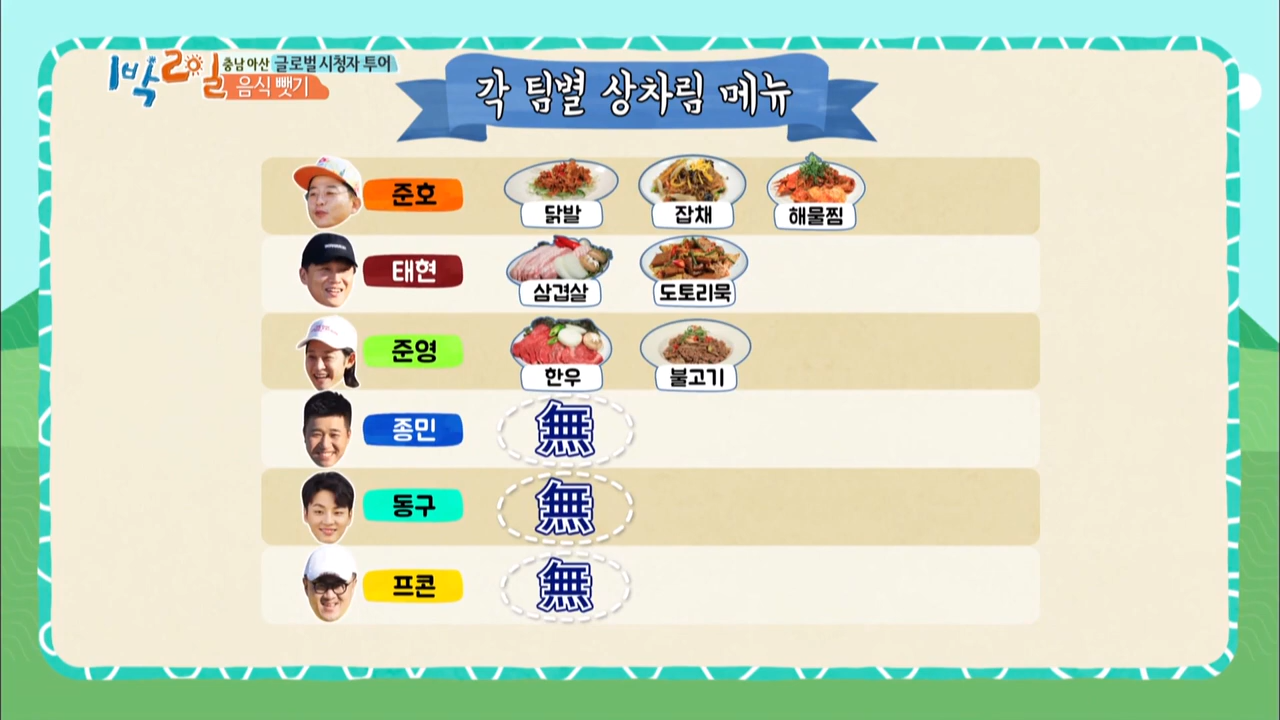 1박2일 충남 아산 글로벌 시청자 투어
음식 뺏기
각 팀별 상차림 메뉴
준호
닭발 잡채 해물찜
태현
삼겹살 도토리묵
준영
한우 불고기
종민 無
동구 無
프콘 無